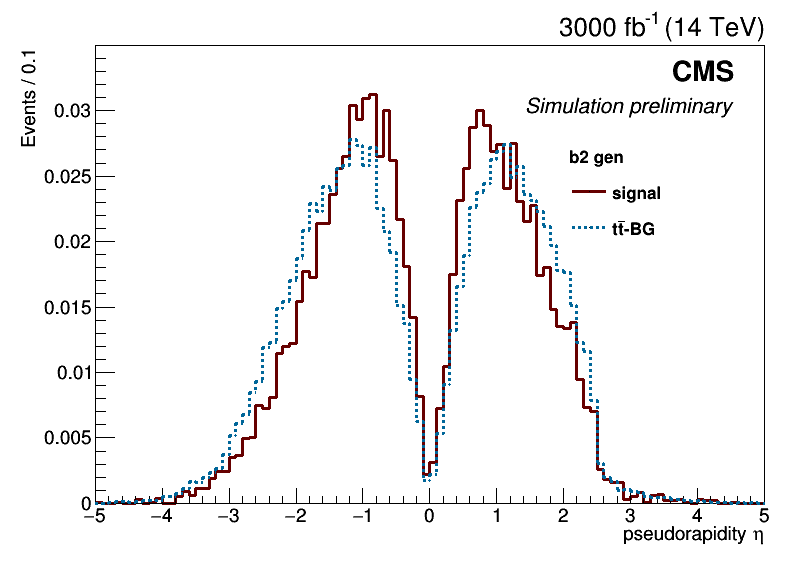 3000 fb⁻¹ (14 TeV)
CMS
Simulation preliminary
b2 gen
signal
tt̄-BG
Events / 0.1
0.03
0.025
0.02
0.015
0.01
0.005
0
−5 −4 −3 −2 −1 0 1 2 3 4 5
pseudorapidity η